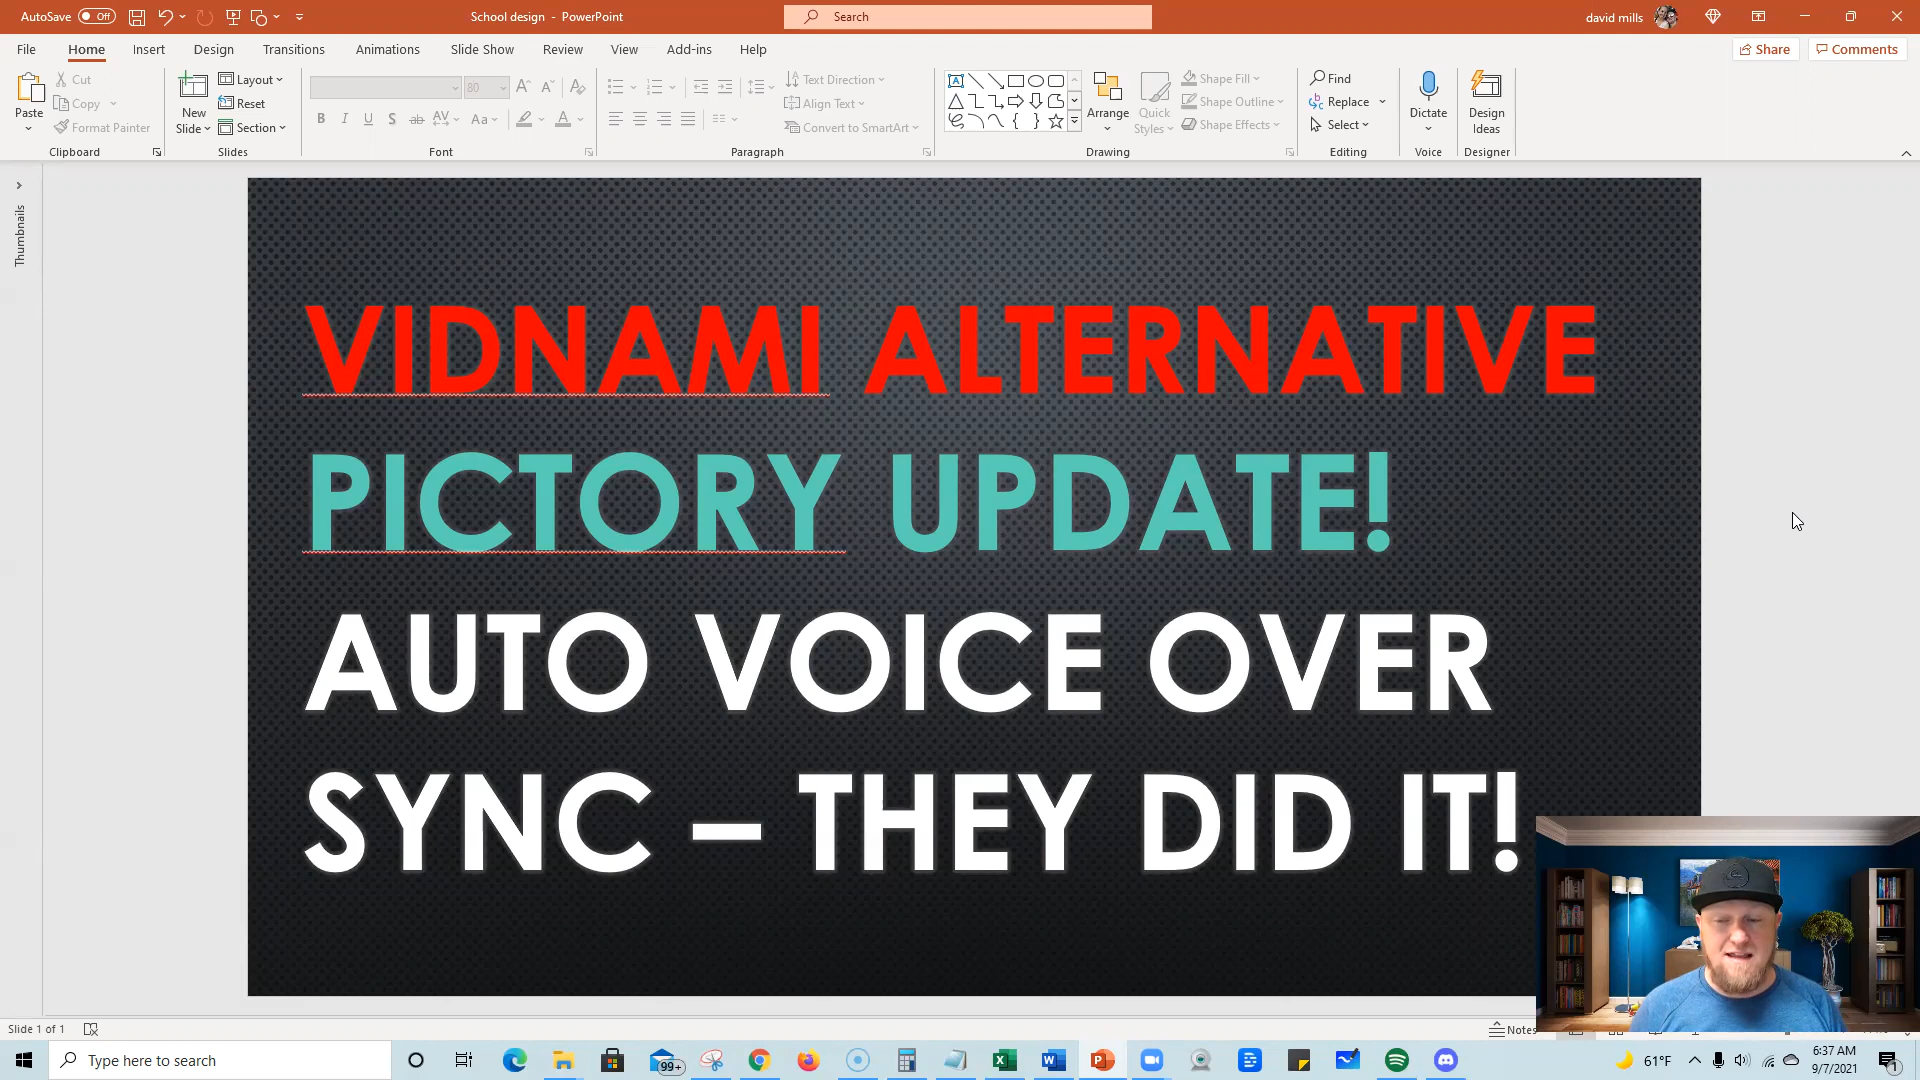 AutoSave Off School design - PowerPoint Search david mills
File Home Insert Design Transitions Animations Slide Show Review View Add-ins Help Share Comments
Paste Cut Copy Format Painter
Clipboard
New Slide Layout Reset Section
Slides
80
Font
Text Direction
Align Text
Convert to SmartArt
Paragraph
Arrange Quick Styles
Shape Fill
Shape Outline
Shape Effects
Drawing
Find
Replace
Select
Editing
Dictate
Voice
Design Ideas
Designer
Thumbnails
VIDNAMI ALTERNATIVE
PICTORY UPDATE!
AUTO VOICE OVER
SYNC – THEY DID IT!
Slide 1 of 1 Notes
Type here to search 99+ 61°F 6:37 AM
9/7/2021